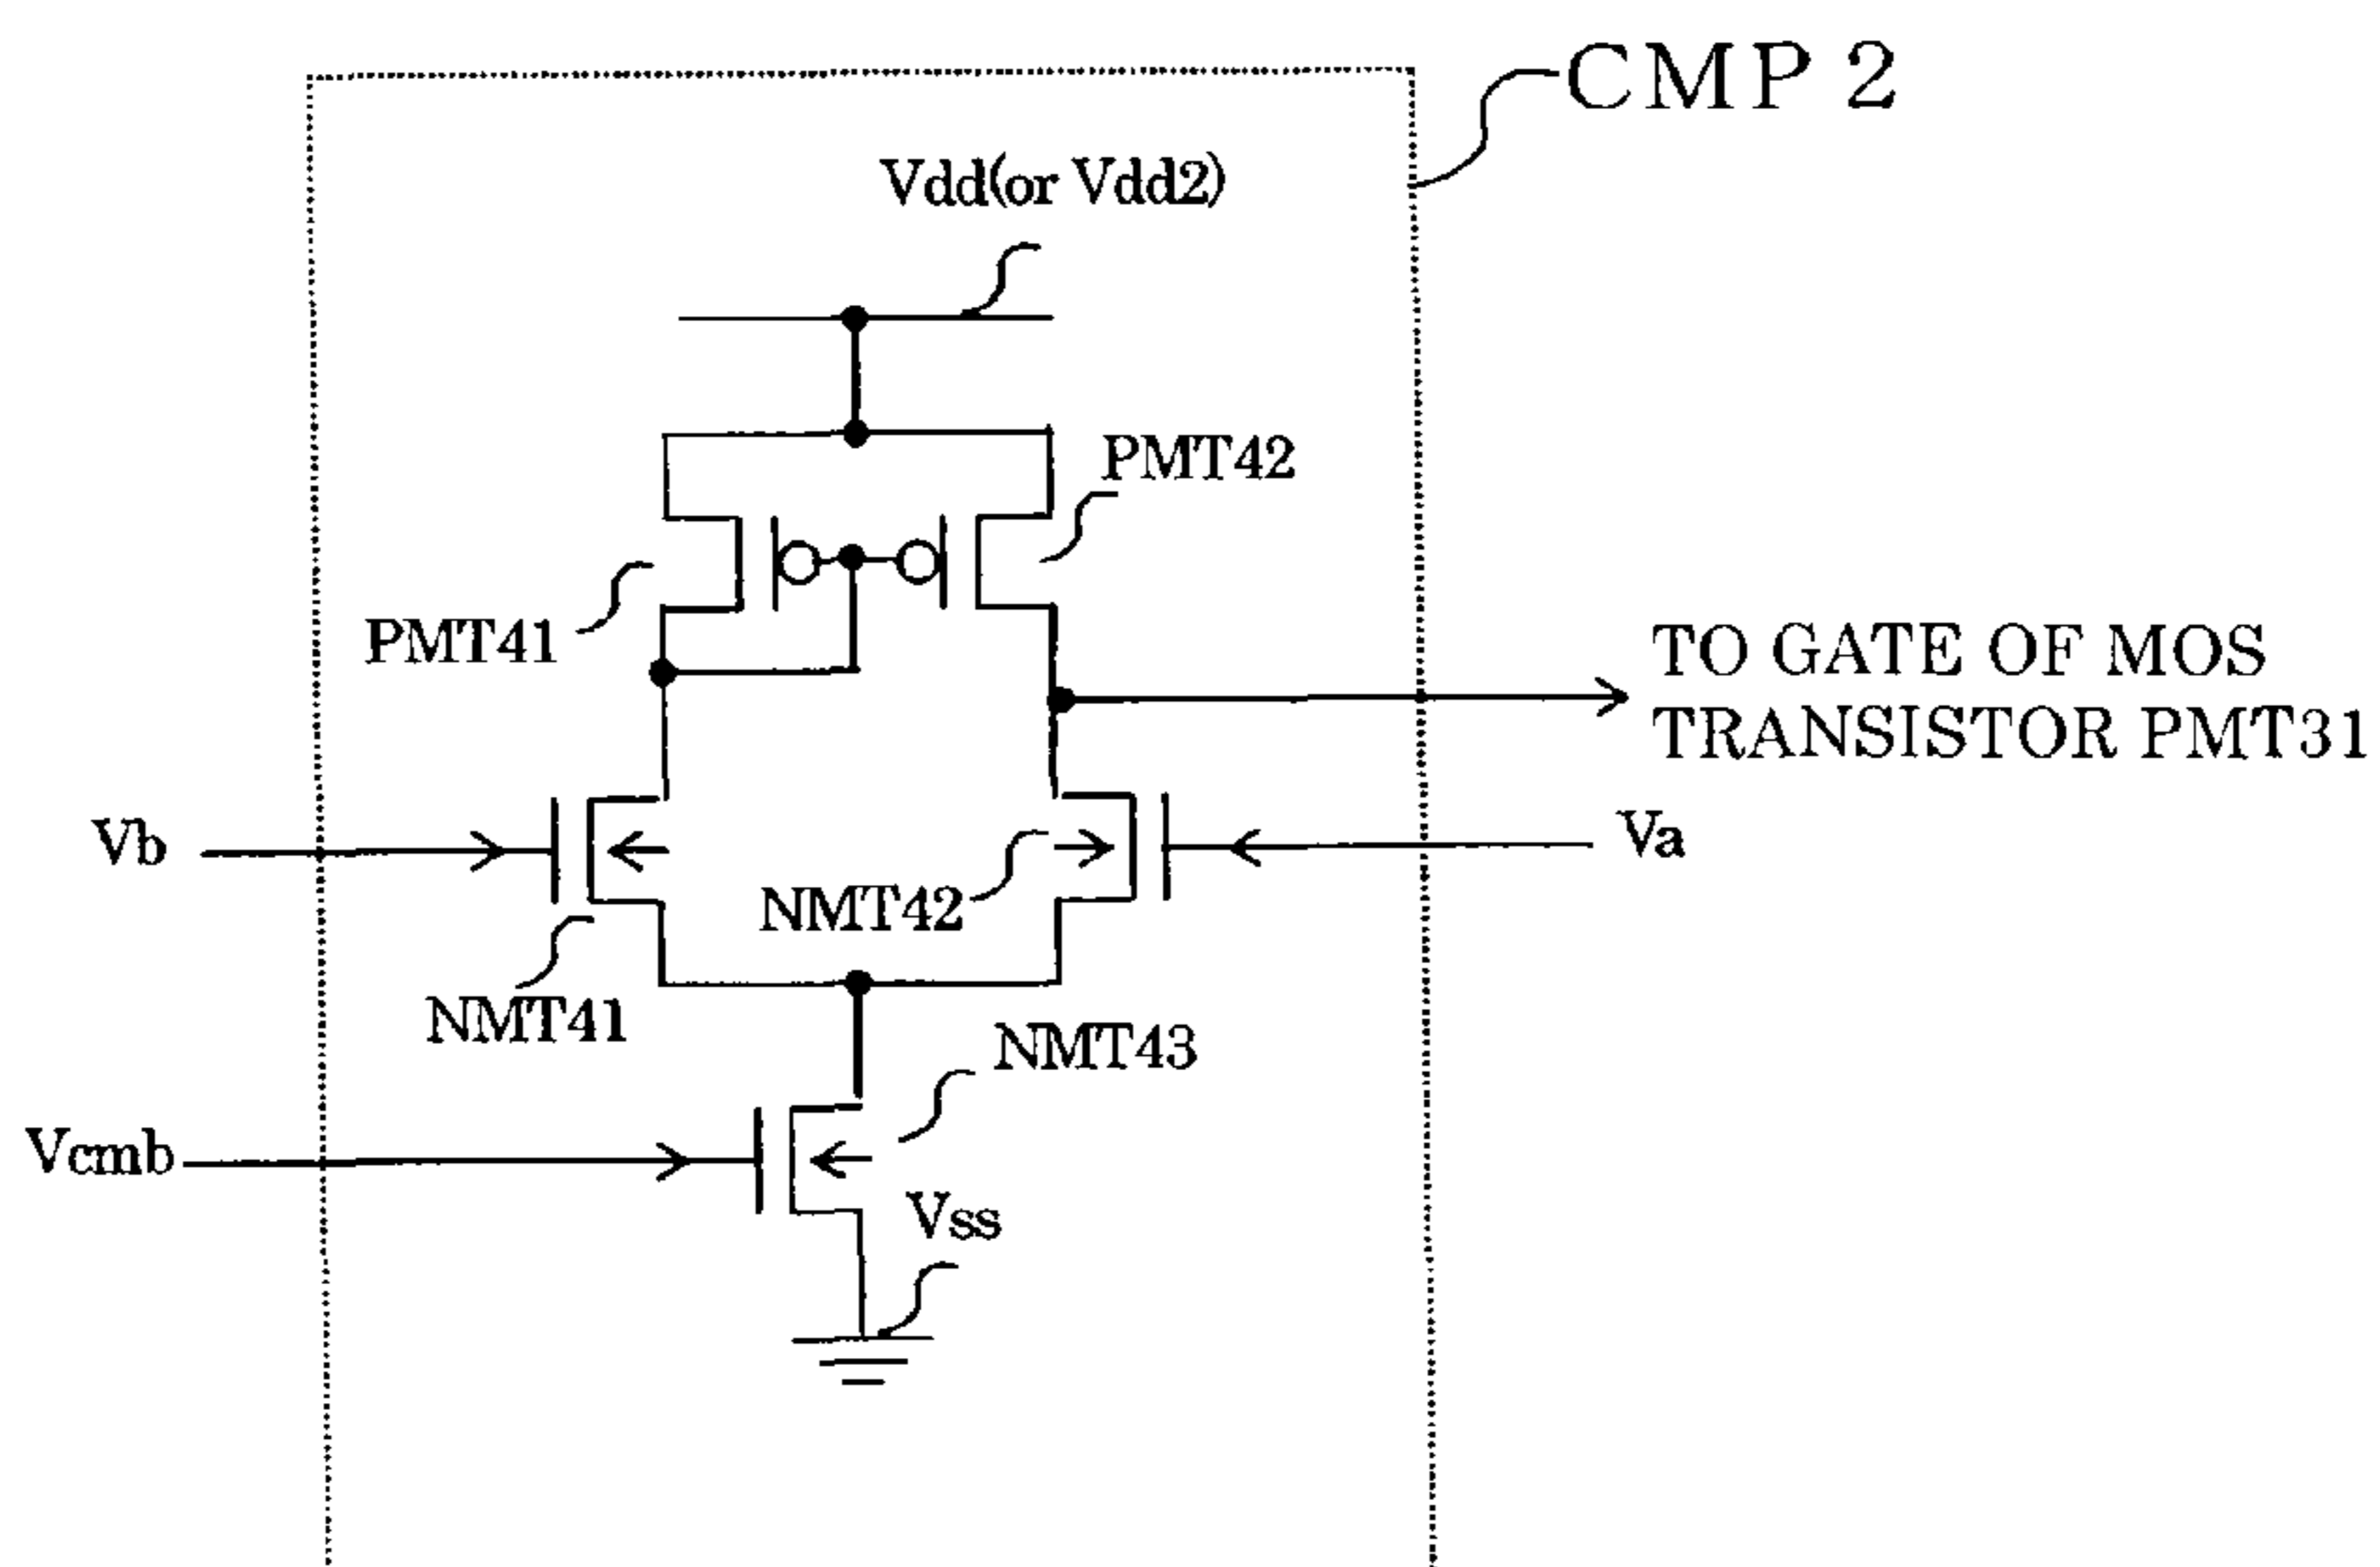 CMP 2
Vdd(or Vdd2)
PMT42
PMT41
TO GATE OF MOS
TRANSISTOR PMT31
Vb
Va
NMT42
NMT41
NMT43
Vcmb
Vss